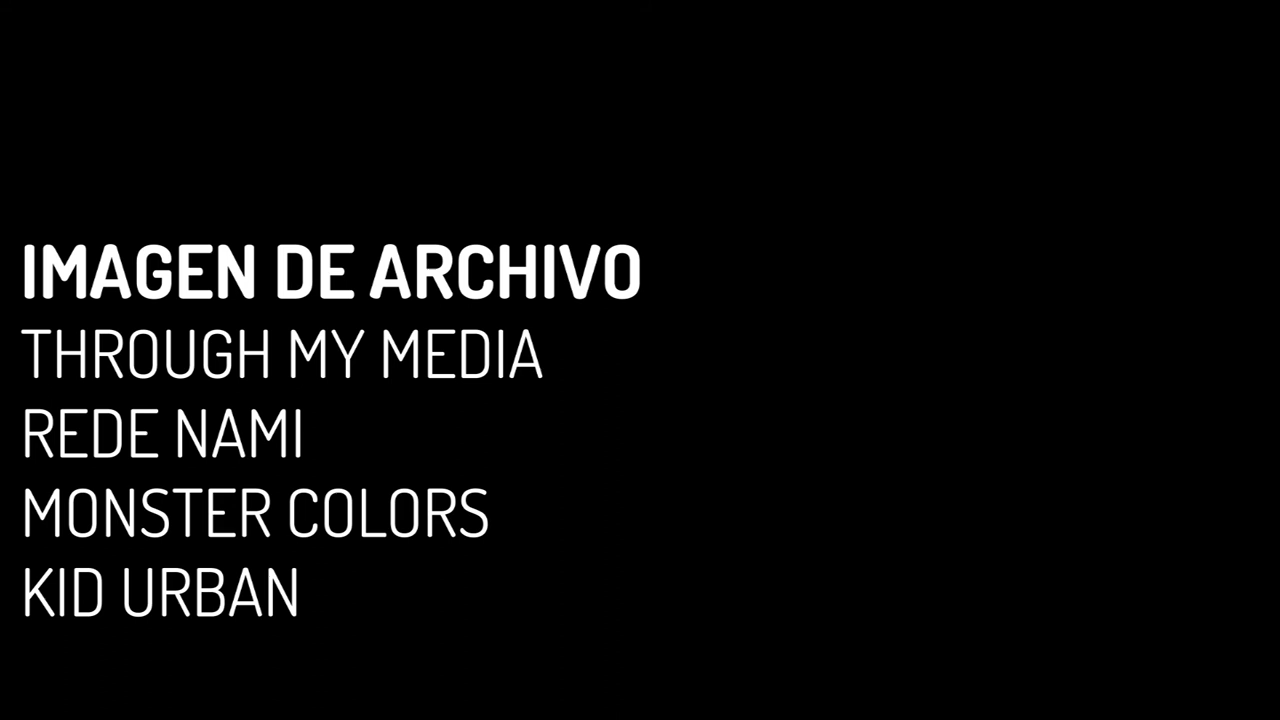 IMAGEN DE ARCHIVO
THROUGH MY MEDIA
REDE NAMI
MONSTER COLORS
KID URBAN